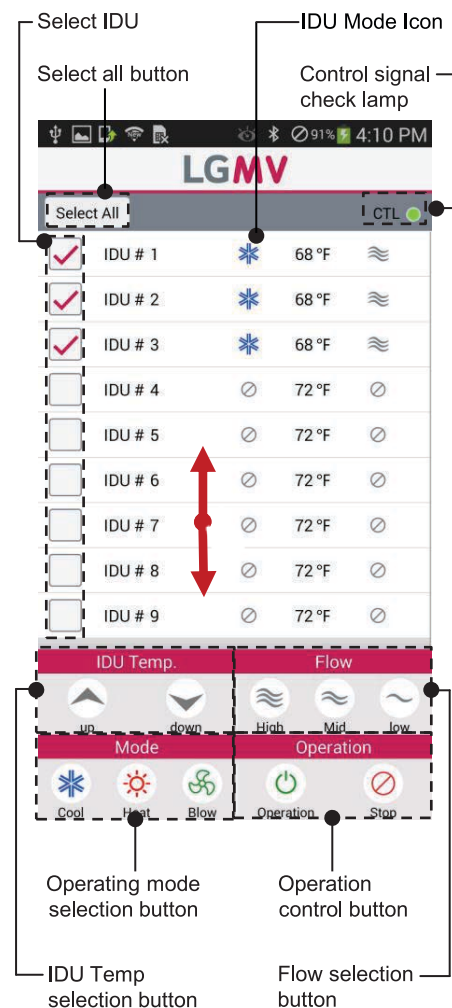 Select IDU
IDU Mode Icon
Select all button
Control signal
check lamp
NEW
91%
4:10 PM
LGMV
Select All
CTL
IDU # 1 68 °F
IDU # 2 68 °F
IDU # 3 68 °F
IDU # 4 72 °F
IDU # 5 72 °F
IDU # 6 72 °F
IDU # 7 72 °F
IDU # 8 72 °F
IDU # 9 72 °F
IDU Temp. Flow
up down High Mid low
Mode Operation
Cool Heat Blow Operation Stop
Operating mode
selection button
Operation
control button
IDU Temp
selection button
Flow selection
button